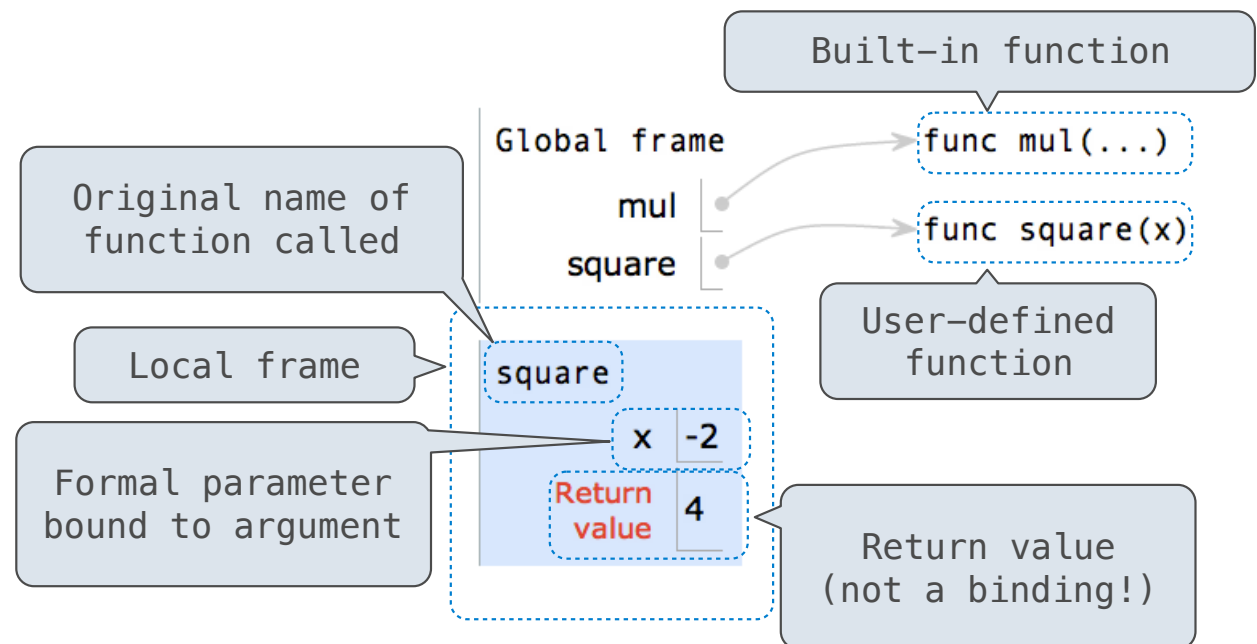 Built-in function
Global frame
func mul(...)
Original name of
function called
mul
func square(x)
square
User-defined
function
Local frame
square
x -2
Formal parameter
bound to argument
Return
value
4
Return value
(not a binding!)